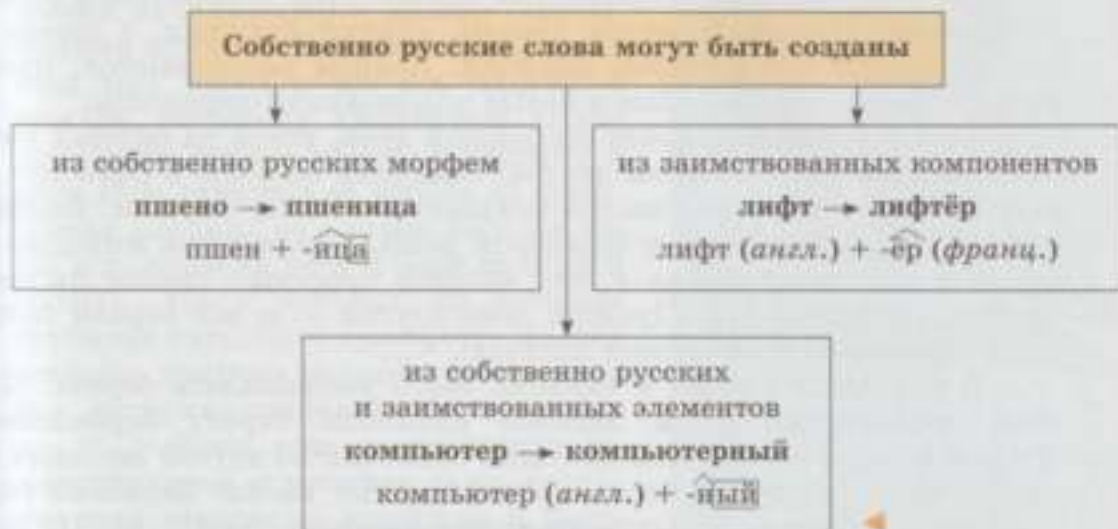 Собственно русские слова могут быть созданы
из собственно русских морфем
пшено → пшеница
пшен + -ица
из заимствованных компонентов
лифт → лифтёр
лифт (англ.) + -ёр (франц.)
из собственно русских
и заимствованных элементов
компьютер → компьютерный
компьютер (англ.) + -ный